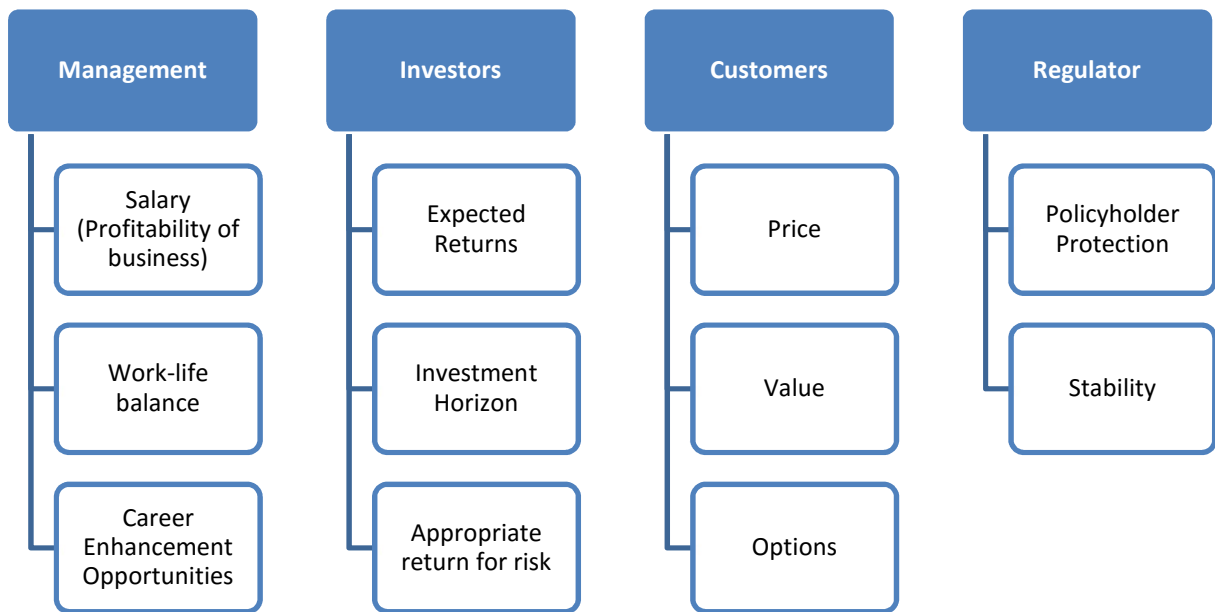 Management
Salary
(Profitability of
business)
Work-life
balance
Career
Enhancement
Opportunities
Investors
Expected
Returns
Investment
Horizon
Appropriate
return for risk
Customers
Price
Value
Options
Regulator
Policyholder
Protection
Stability